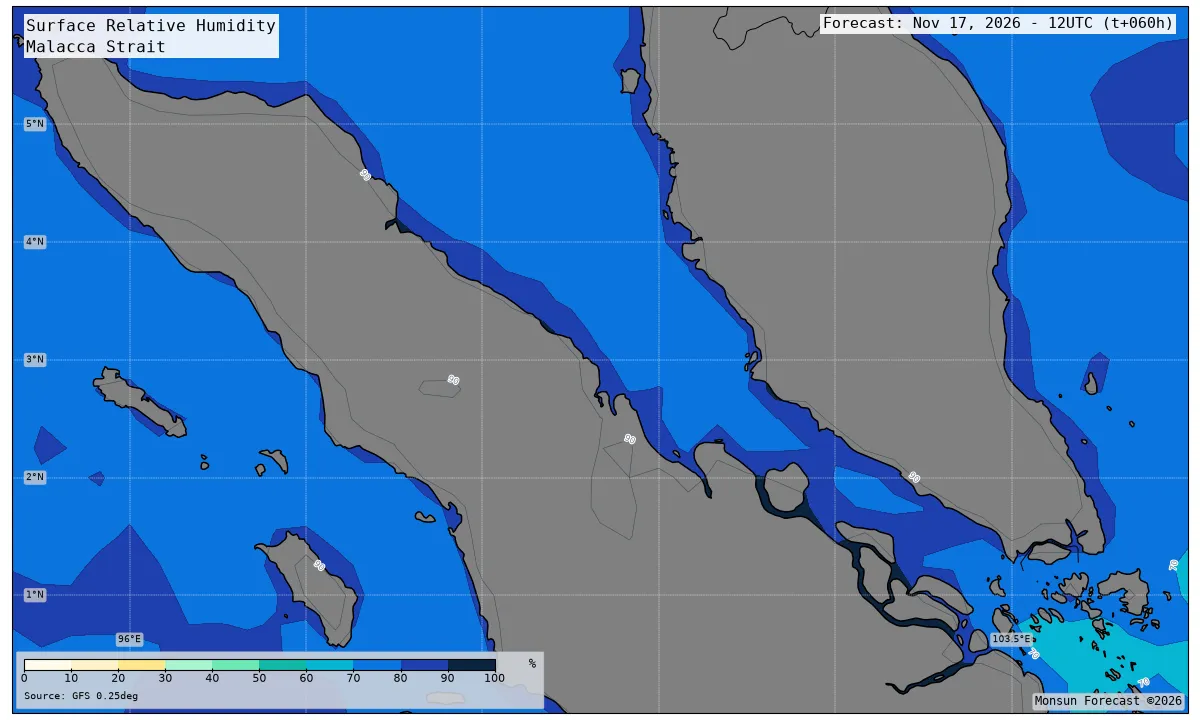 Surface Relative Humidity
Malacca Strait
Forecast: Nov 17, 2026 - 12UTC (t+060h)
5°N
90
4°N
3°N
90
90
2°N
90
90
70
1°N
96°E
103.5°E
70
70
%
0 10 20 30 40 50 60 70 80 90 100
Source: GFS 0.25deg
Monsun Forecast ©2026